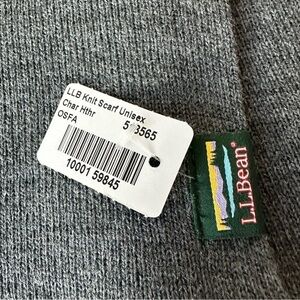 LLB Knit Scarf Unisex
Char Hthr
OSFA
10001 59845
L.L.Bean®